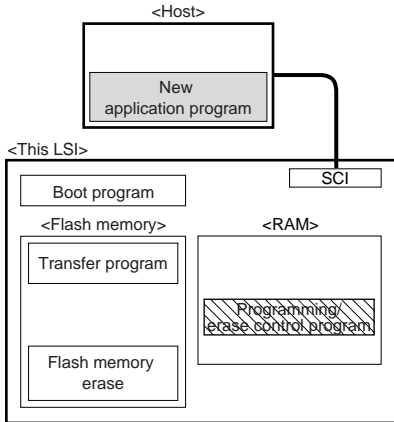 <Host>
New
application program
<This LSI>
SCI
Boot program
<Flash memory>
<RAM>
Transfer program
Programming/
erase control program
Flash memory
erase